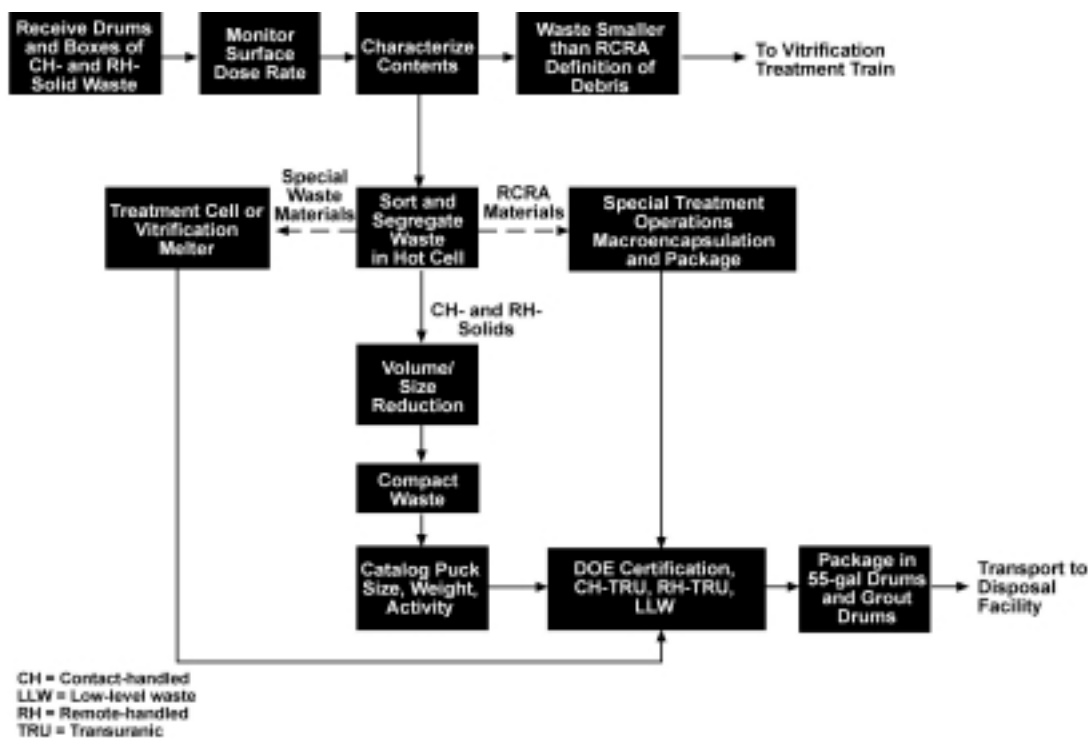 Receive Drums
and Boxes of
CH- and RH-
Solid Waste
Monitor
Surface
Dose Rate
Characterize
Contents
Waste Smaller
than RCRA
Definition of
Debris
To Vitrification
Treatment Train
Treatment Cell or
Vitrification
Melter
Special
Waste
Materials
Sort and
Segregate
Waste
in Hot Cell
RCRA
Materials
Special Treatment
Operations
Macroencapsulation
and Package
CH- and RH-
Solids
Volume/
Size
Reduction
Compact
Waste
Catalog Puck
Size, Weight,
Activity
DOE Certification,
CH-TRU, RH-TRU,
LLW
Package in
55-gal Drums
and Grout
Drums
Transport to
Disposal
Facility
CH = Contact-handled
LLW = Low-level waste
RH = Remote-handled
TRU = Transuranic